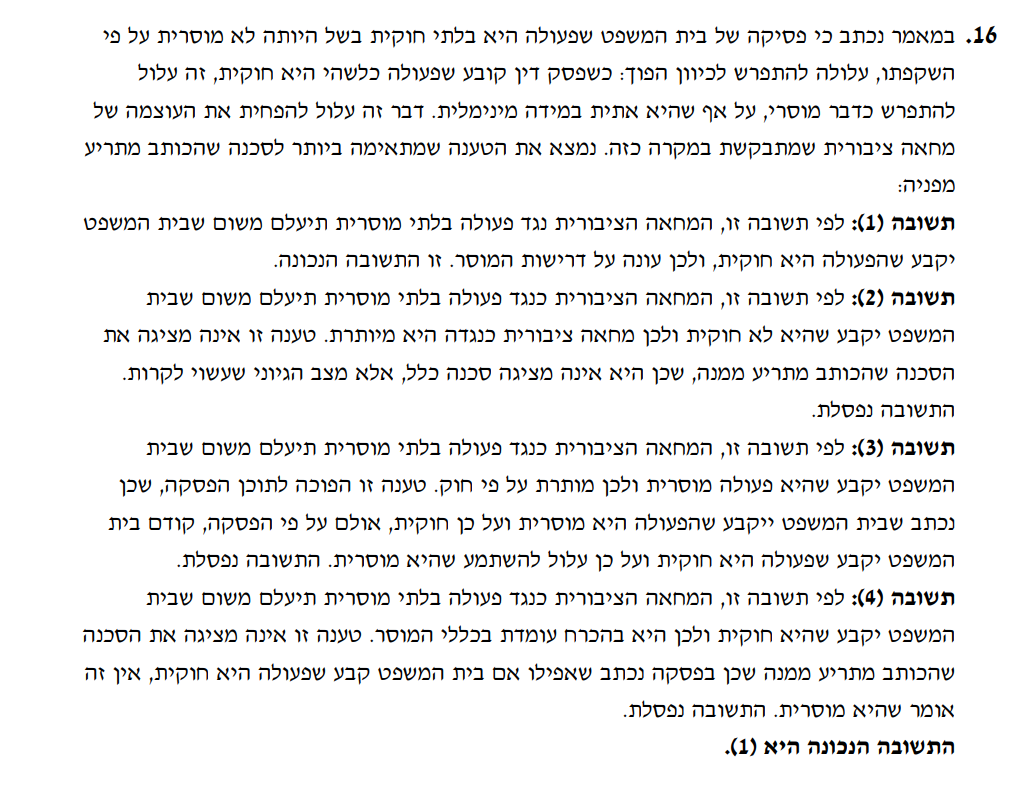 16. במאמר נכתב כי פסיקה של בית המשפט שפעולה היא בלתי חוקית בשל היותה לא מוסרית על פי
השקפתו, עלולה להתפרש לכיוון הפוך: כשפסק דין קובע שפעולה כלשהי היא חוקית, זה עלול
להתפרש כדבר מוסרי, על אף שהיא אתית במידה מינימלית. דבר זה עלול להפחית את העוצמה של
מחאה ציבורית שמתבקשת במקרה כזה. נמצא את הטענה שמתאימה ביותר לסכנה שהכותב מתריע
מפניה:
תשובה (1): לפי תשובה זו, המחאה הציבורית נגד פעולה בלתי מוסרית תיעלם משום שבית המשפט
יקבע שהפעולה היא חוקית, ולכן עונה על דרישות המוסר. זו התשובה הנכונה.
תשובה (2): לפי תשובה זו, המחאה הציבורית כנגד פעולה בלתי מוסרית תיעלם משום שבית
המשפט יקבע שהיא לא חוקית ולכן מחאה ציבורית כנגדה היא מיותרת. טענה זו אינה מציגה את
הסכנה שהכותב מתריע ממנה, שכן היא אינה מציגה סכנה כלל, אלא מצב הגיוני שעשוי לקרות.
התשובה נפסלת.
תשובה (3): לפי תשובה זו, המחאה הציבורית כנגד פעולה בלתי מוסרית תיעלם משום שבית
המשפט יקבע שהיא פעולה מוסרית ולכן מותרת על פי חוק. טענה זו הפוכה לתוכן הפסקה, שכן
נכתב שבית המשפט ייקבע שהפעולה היא מוסרית ועל כן חוקית, אולם על פי הפסקה, קודם בית
המשפט יקבע שפעולה היא חוקית ועל כן עלול להשתמע שהיא מוסרית. התשובה נפסלת.
תשובה (4): לפי תשובה זו, המחאה הציבורית כנגד פעולה בלתי מוסרית תיעלם משום שבית
המשפט יקבע שהיא חוקית ולכן היא בהכרח עומדת בכללי המוסר. טענה זו אינה מציגה את הסכנה
שהכותב מתריע ממנה שכן בפסקה נכתב שאפילו אם בית המשפט קבע שפעולה היא חוקית, אין זה
אומר שהיא מוסרית. התשובה נפסלת.
התשובה הנכונה היא (1).